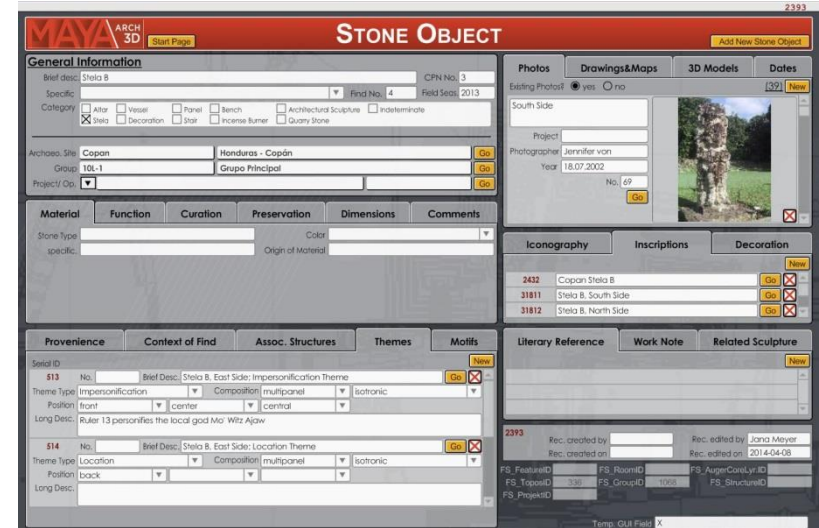 2393
MAYA ARCH 3D Start Page STONE OBJECT Add New Stone Object
General Information
Brief desc. Stela B CPN No. 3
Specific Find No. 4 Field Seas. 2013
Category Altar Vessel Panel Bench Architectural Sculpture Indeterminate
Stela Decoration Stair Incense Burner Quarry Stone
Archaeo. Site Copan Honduras - Copán Go
Group 10L-1 Grupo Principal Go
Project/ Op. Go
Photos Drawings&Maps 3D Models Dates
Existing Photos? yes no [39] New
South Side
Project
Photographer Jennifer von
Year 18.07.2002
No. 69
Go
Material Function Curation Preservation Dimensions Comments
Stone Type Color
specific. Origin of Material
Iconography Inscriptions Decoration
New
2432 Copan Stela B Go
31811 Stela B, South Side Go
31812 Stela B, North Side Go
Provenience Context of Find Assoc. Structures Themes Motifs
Serial ID New
513 No. Brief Desc. Stela B, East Side; Impersonification Theme Go
Theme Type Impersonification Composition multipanel isotronic
Position front center central
Long Desc. Ruler 13 personifies the local god Mo' Witz Ajaw
514 No. Brief Desc. Stela B, East Side; Location Theme Go
Theme Type Location Composition multipanel isotronic
Position back
Long Desc.
Literary Reference Work Note Related Sculpture
New
2393
Rec. created by Rec. edited by Jana Meyer
Rec. created on Rec. edited on 2014-04-08
FS_FeatureID FS_RoomID FS_AugerCoreLyr.ID
FS_ToposID 336 FS_GroupID 1068 FS_StructureID
FS_ProjektID
Temp. GUI Field X